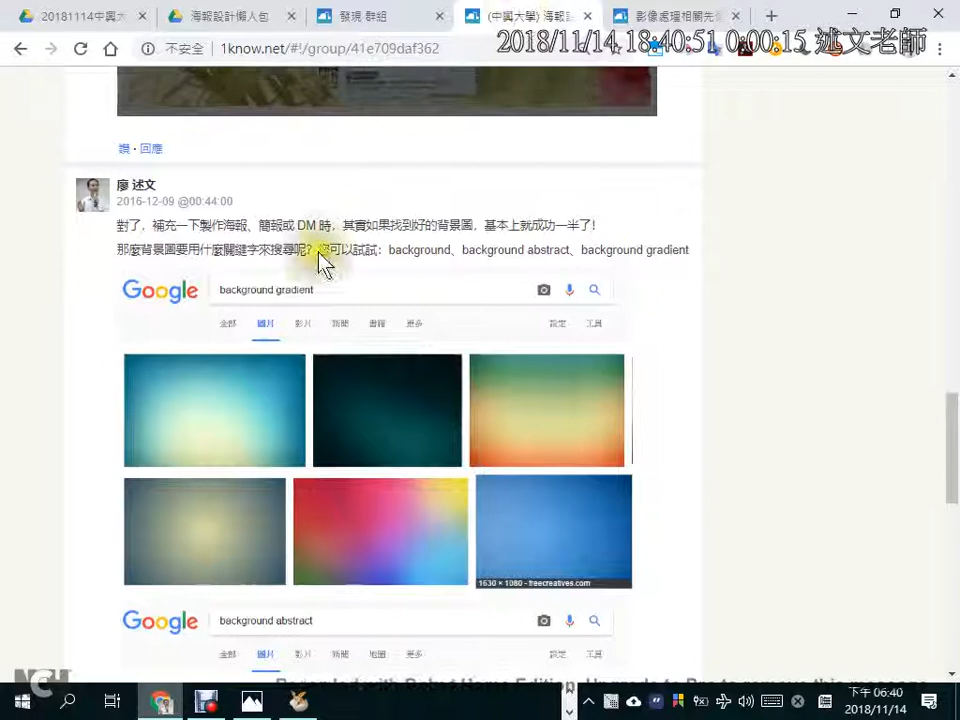 20181114中興大
海報設計懶人包
發現 群組
(中興大學) 海報設
影像處理相關先
不安全
1know.net/#!/group/41e709daf362
2018/11/14 18:40:51 0:00:15 述文老師
讚・回應
廖 述文
2016-12-09 @00:44:00
對了，補充一下製作海報、簡報或 DM 時，其實如果找到好的背景圖，基本上就成功一半了!
那麼背景圖要用什麼關鍵字來搜尋呢? 您可以試試：background、background abstract、background gradient
Google
background gradient
全部 圖片 影片 新聞 書籍 更多 設定 工具
1630 × 1080 - freecreatives.com
Google
background abstract
全部 圖片 影片 新聞 地圖 更多 設定 工具
NCH
下午 06:40
2018/11/14